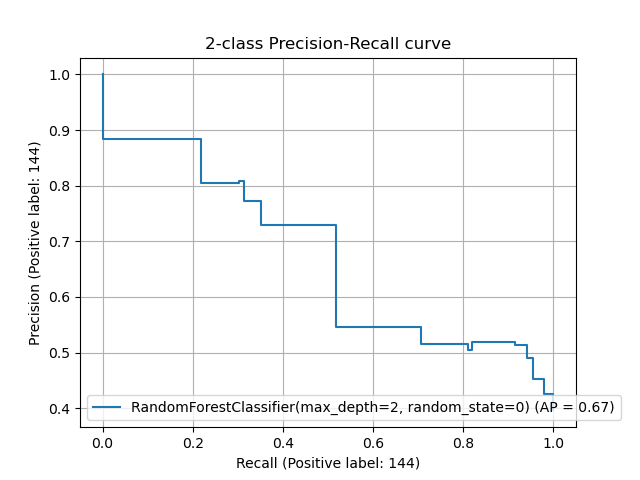 2-class Precision-Recall curve
1.0
0.9
0.8
0.7
0.6
0.5
0.4
Precision (Positive label: 144)
RandomForestClassifier(max_depth=2, random_state=0) (AP = 0.67)
0.0 0.2 0.4 0.6 0.8 1.0
Recall (Positive label: 144)